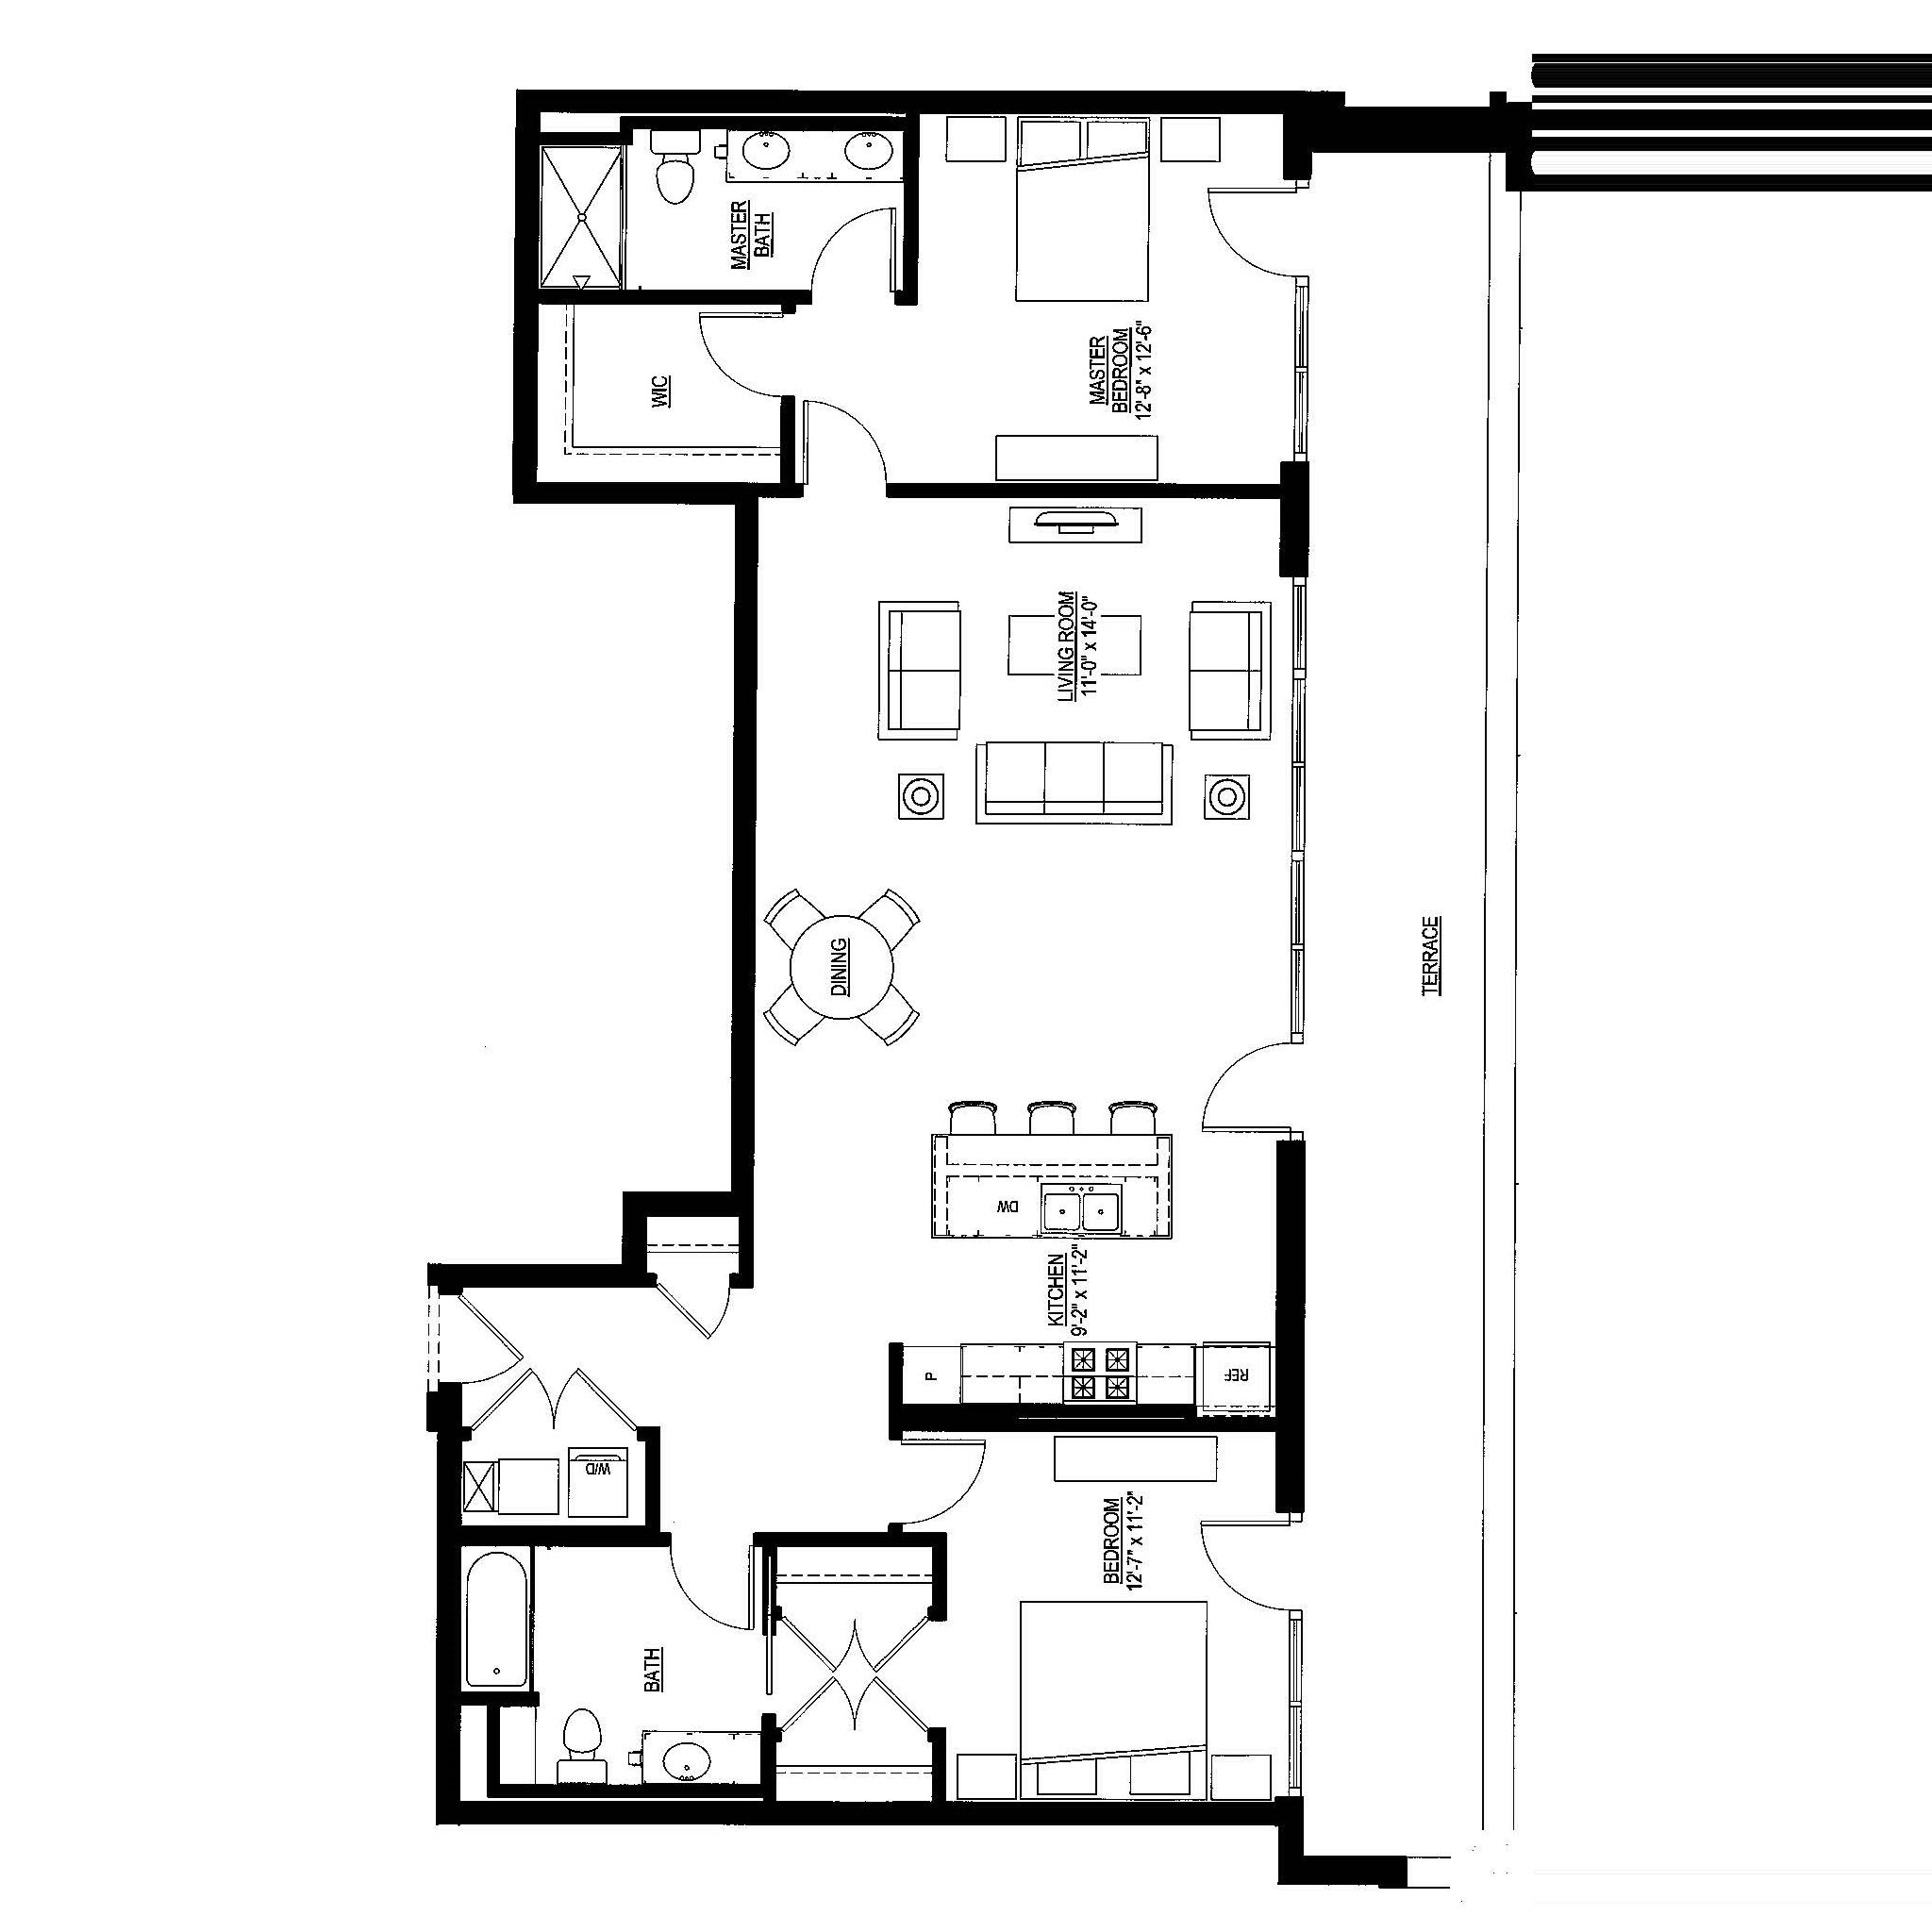 MASTER
BATH
WIC
MASTER
BEDROOM
12'-8" x 12'-6"
LIVING ROOM
11'-0" x 14'-0"
DINING
TERRACE
DW
KITCHEN
9'-2" x 11'-2"
P
REF
W/D
BEDROOM
12'-7" x 11'-2"
BATH